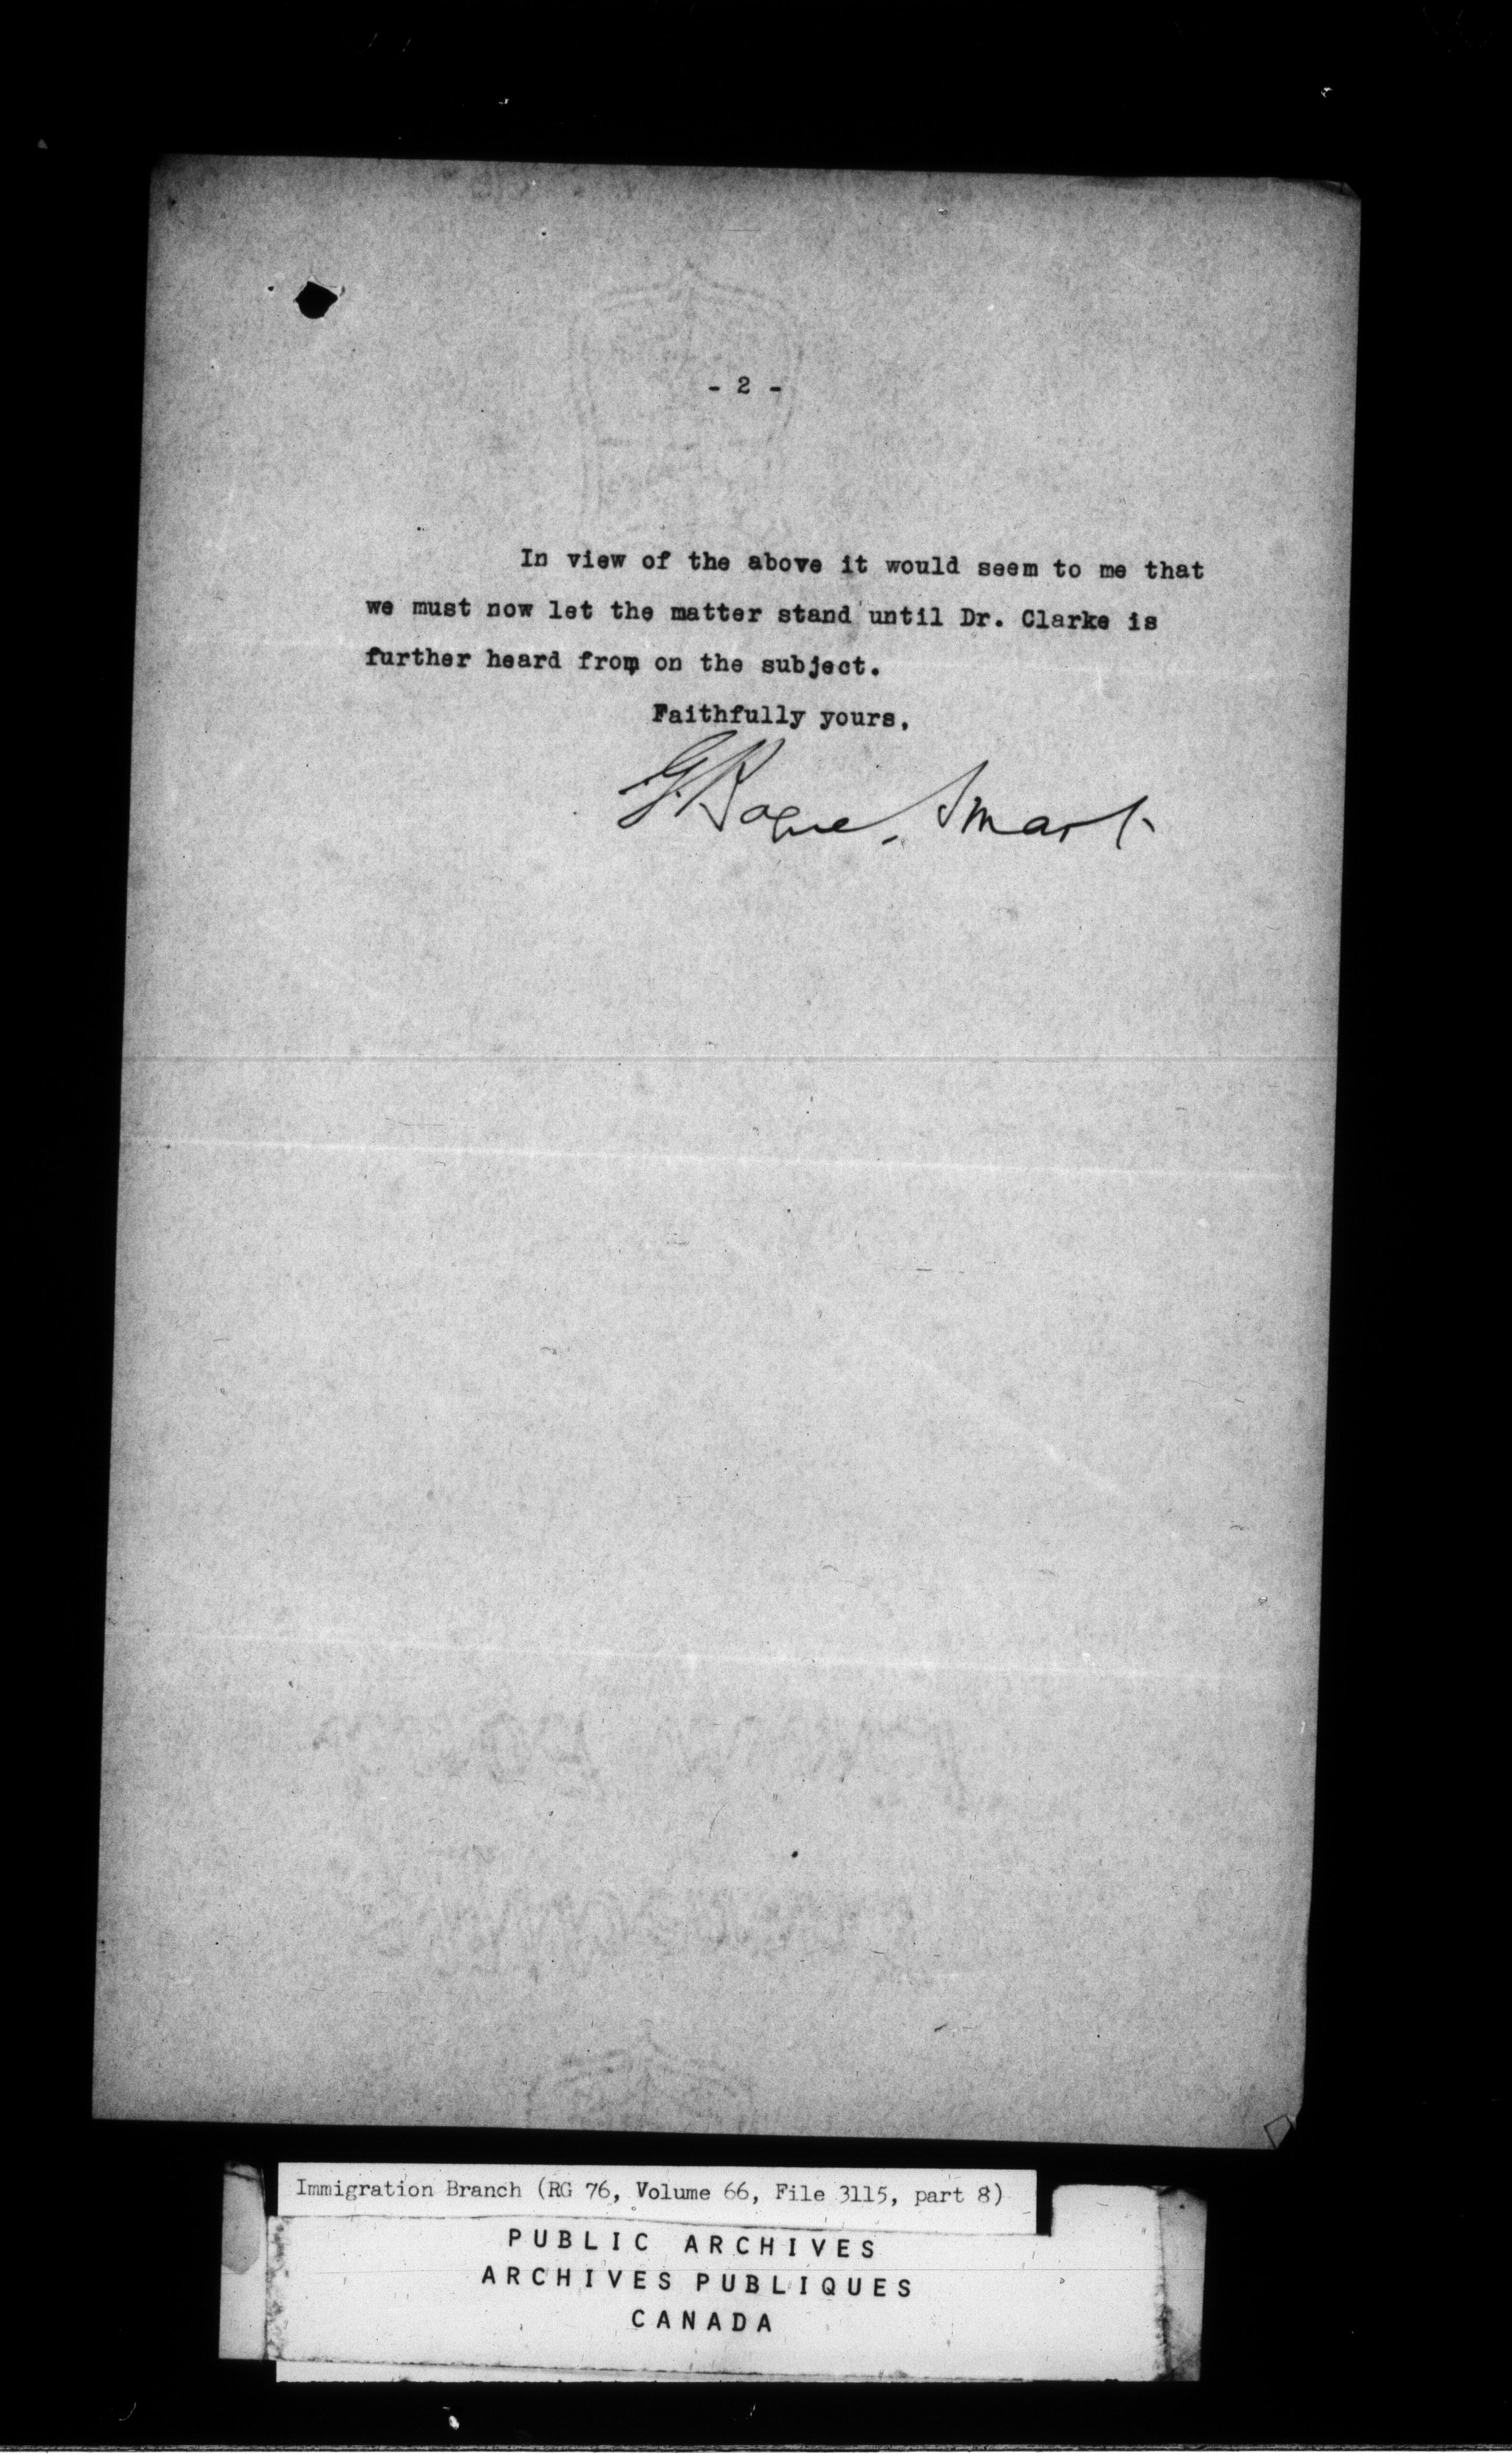 - 2 -
In view of the above it would seem to me that
we must now let the matter stand until Dr. Clarke is
further heard from on the subject.
Faithfully yours,
G. Bogue Smart
Immigration Branch (RG 76, Volume 66, File 3115, part 8)
PUBLIC ARCHIVES
ARCHIVES PUBLIQUES
CANADA